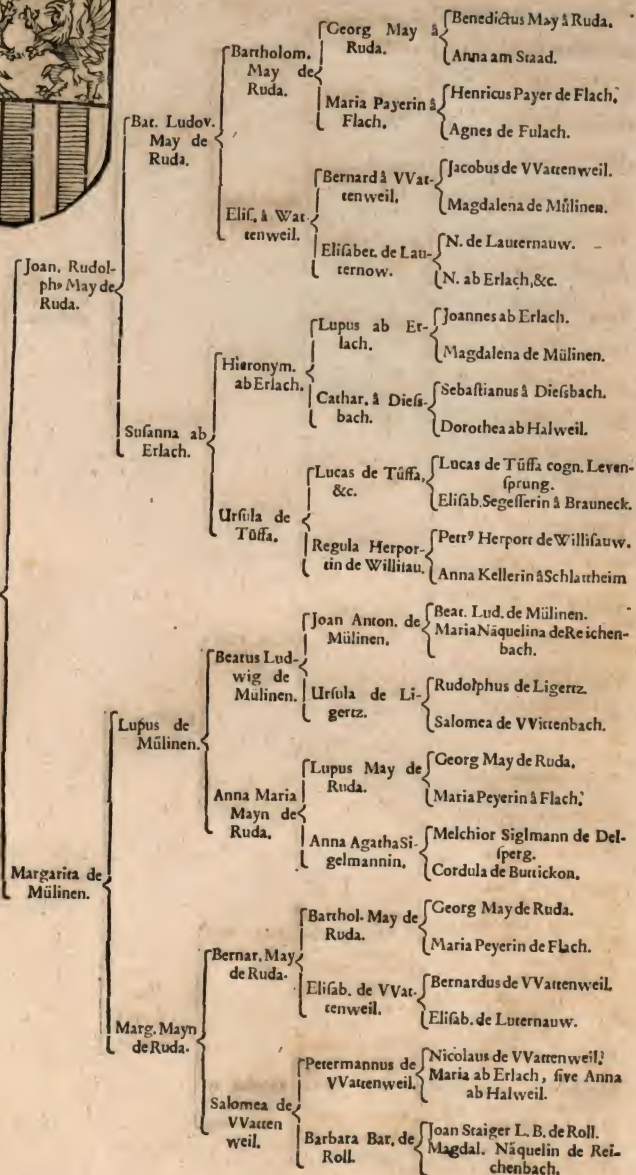 Joan. Rudol-
phꝰ May de
Ruda.
Margarita de
Mülinen.
Bat. Ludov.
May de
Ruda.
Susanna ab
Erlach.
Lupus de
Mülinen.
Marg. Mayn
de Ruda.
Bartholom.
May de
Ruda.
Eliſ. à Wat-
tenweil.
Hieronym.
ab Erlach.
Urſula de
Tüſſa.
Beatus Lud-
wig de
Mulinen.
Anna Maria
Mayn de
Ruda.
Bernar. May
de Ruda.
Salomea de
VVatten
weil.
Georg May â
Ruda.
Maria Payerin â
Flach.
Bernard â VVat-
tenweil.
Eliſabet. de Lau-
ternow.
Lupus ab Er-
lach.
Cathar. â Dieſs-
bach.
Lucas de Tûſſa,
&c.
Regula Herpor-
tin de Willitau.
Joan Anton. de
Mülinen.
Urſula de Li-
gertz.
Lupus May de
Ruda.
Anna Agatha Si-
gelmannin.
Barthol. May de
Ruda.
Eliſab. de VVat-
tenweil.
Petermannus de
VVattenweil.
Barbara Bar. de
Roll.
Benedictus May â Ruda.
Anna am Staad.
Henricus Payer de Flach.
Agnes de Fulach.
Jacobus de VVattenweil.
Magdalena de Mûlinen.
N. de Lauternauw.
N. ab Erlach, &c.
Joannes ab Erlach.
Magdalena de Mülinen.
Sebaſtianus â Dieſsbach.
Dorothea ab Halweil.
Lucas de Tûſſa cogn. Leven-
ſprung.
Eliſab. Segeſſerin â Brauneck.
Petrꝰ Herport de Williſauw.
Anna Kellerin â Schlattheim
Beat. Lud. de Mülinen.
Maria Näquelina de Reichen-
bach.
Rudolphus de Ligertz.
Salomea de VVittenbach.
Georg May de Ruda.
Maria Peyerin â Flach.
Melchior Siglmann de Del-
ſperg.
Cordula de Buttickon.
Georg May de Ruda.
Maria Peyerin de Flach.
Bernardus de VVattenweil.
Eliſab. de Luternauw.
Nicolaus de VVattenweil.
Maria ab Erlach, ſive Anna
ab Halweil.
Joan Staiger L. B. de Roll.
Magdal. Näquelin de Rei-
chenbach.